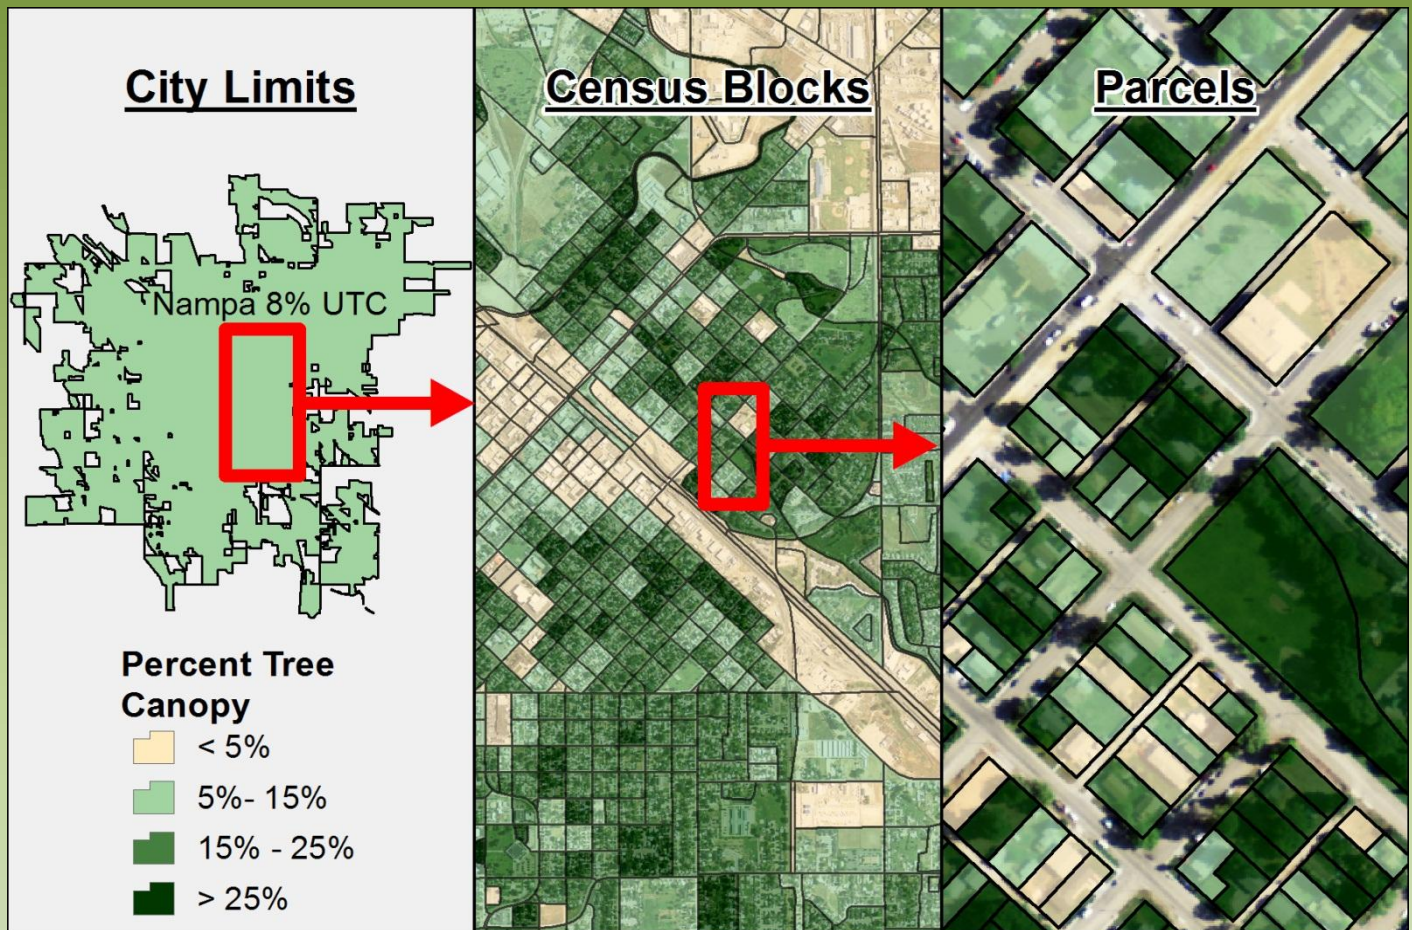 City Limits
Census Blocks
Parcels
Nampa 8% UTC
Percent Tree
Canopy
< 5%
5%- 15%
15% - 25%
> 25%